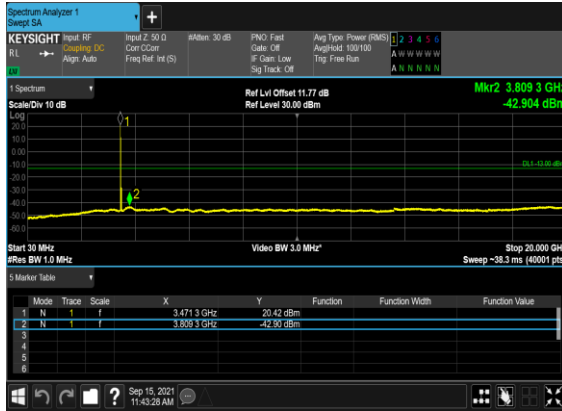 Spectrum Analyzer 1
Swept SA
+
KEYSIGHT Input: RF Input Z: 50 Ω #Atten: 30 dB PNO: Fast Avg Type: Power (RMS) 1 2 3 4 5 6
RL Coupling: DC Corr CCorr Gate: Off Avg|Hold: 100/100 A W W W W W
Align: Auto Freq Ref: Int (S) IF Gain: Low Trig: Free Run
Sig Track: Off A N N N N N
LU
1 Spectrum Ref Lvl Offset 11.77 dB Mkr2 3.809 3 GHz
Scale/Div 10 dB Ref Level 30.00 dBm -42.904 dBm
Log
20.0
10.0
0.00
-10.0
-20.0
-30.0
-40.0
-50.0
-60.0
1
2
DL1 -13.00 dBm
Start 30 MHz Video BW 3.0 MHz* Stop 20.000 GHz
#Res BW 1.0 MHz Sweep ~38.3 ms (40001 pts)
5 Marker Table
Mode Trace Scale X Y Function Function Width Function Value
1 N 1 f 3.471 3 GHz 20.42 dBm
2 N 1 f 3.809 3 GHz -42.90 dBm
3
4
5
6
? Sep 15, 2021
11:43:28 AM